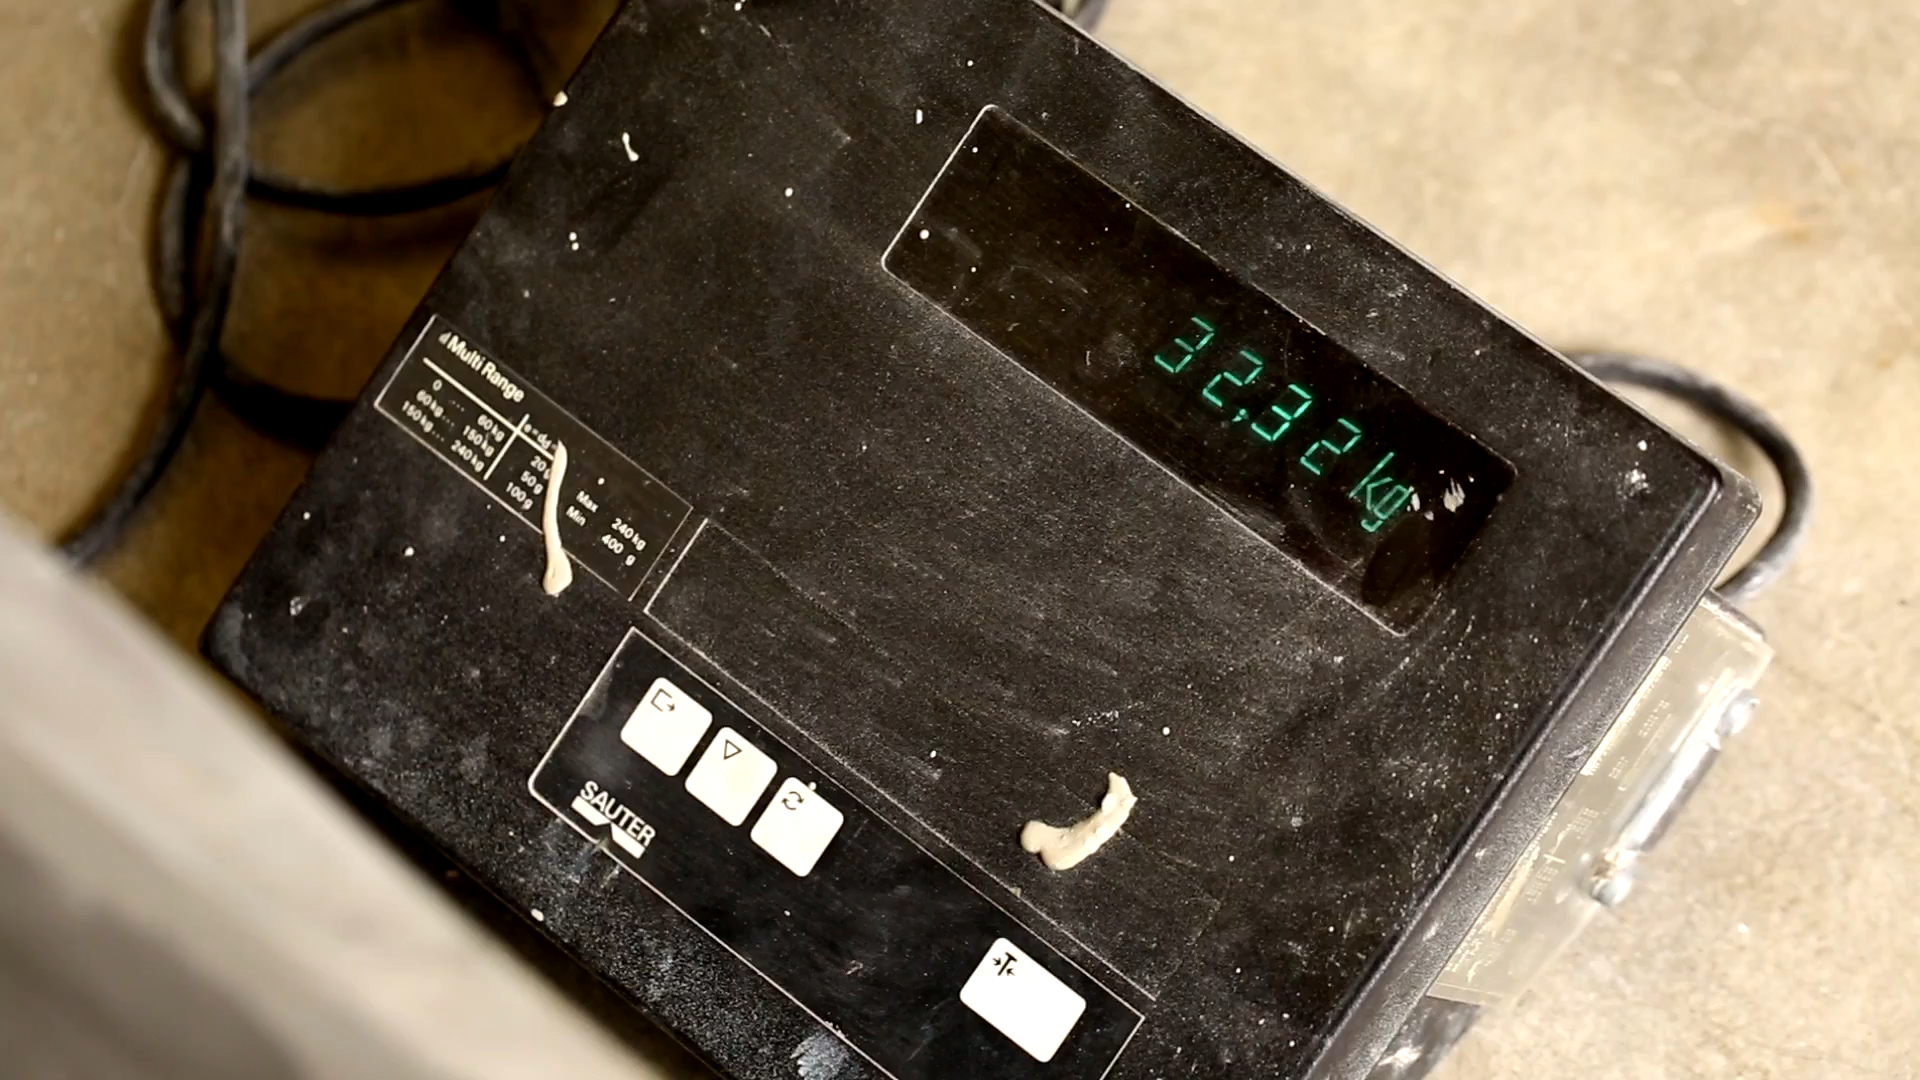 32,32 kg
Multi Range
e=dd=
0 ... 60 kg 20 g
60 kg ... 150 kg 50 g
150 kg ... 240 kg 100 g
Max 240 kg
Min 400 g
SAUTER
→T←